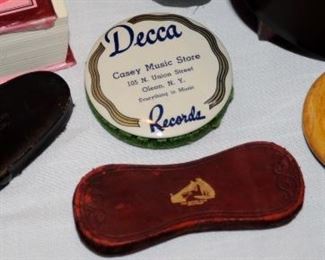 Decca
Casey Music Store
105 N. Union Street
Olean, N. Y.
Everything in Music
Records